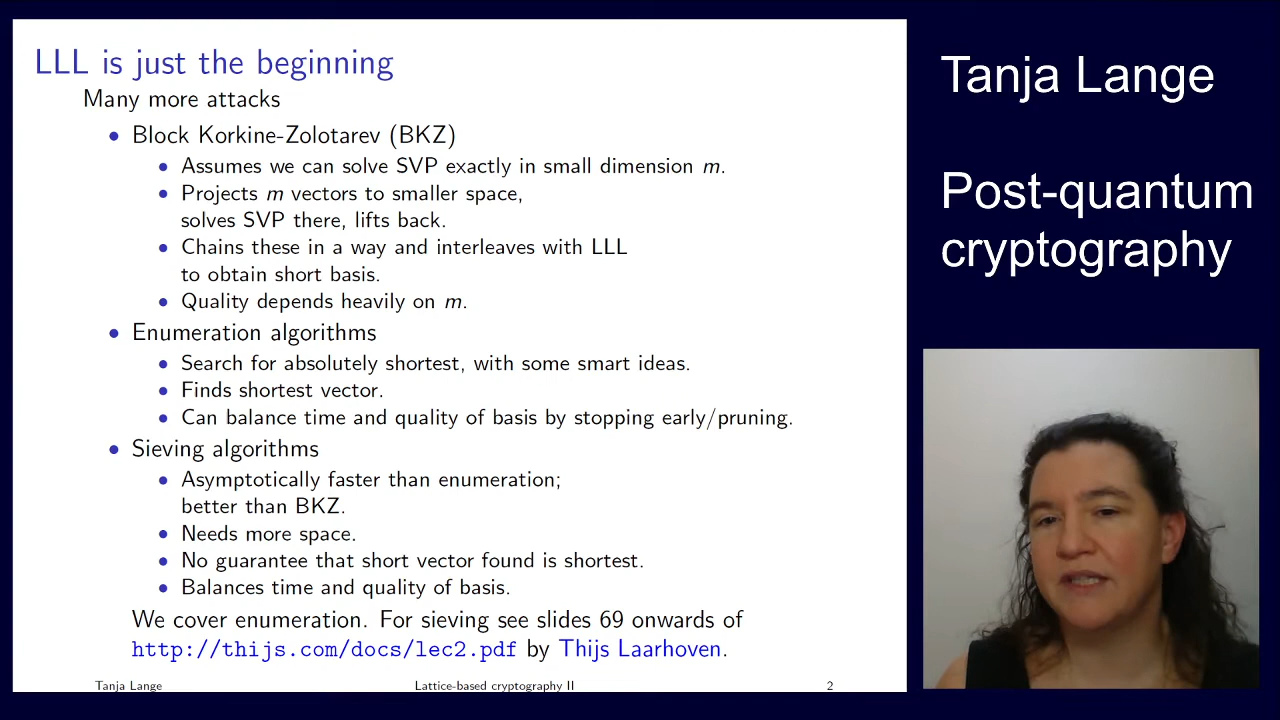 LLL is just the beginning
Many more attacks
• Block Korkine-Zolotarev (BKZ)
• Assumes we can solve SVP exactly in small dimension m.
• Projects m vectors to smaller space,
solves SVP there, lifts back.
• Chains these in a way and interleaves with LLL
to obtain short basis.
• Quality depends heavily on m.
• Enumeration algorithms
• Search for absolutely shortest, with some smart ideas.
• Finds shortest vector.
• Can balance time and quality of basis by stopping early/pruning.
• Sieving algorithms
• Asymptotically faster than enumeration;
better than BKZ.
• Needs more space.
• No guarantee that short vector found is shortest.
• Balances time and quality of basis.
We cover enumeration. For sieving see slides 69 onwards of
http://thijs.com/docs/lec2.pdf by Thijs Laarhoven.
Tanja Lange Lattice-based cryptography II 2
Tanja Lange
Post-quantum
cryptography